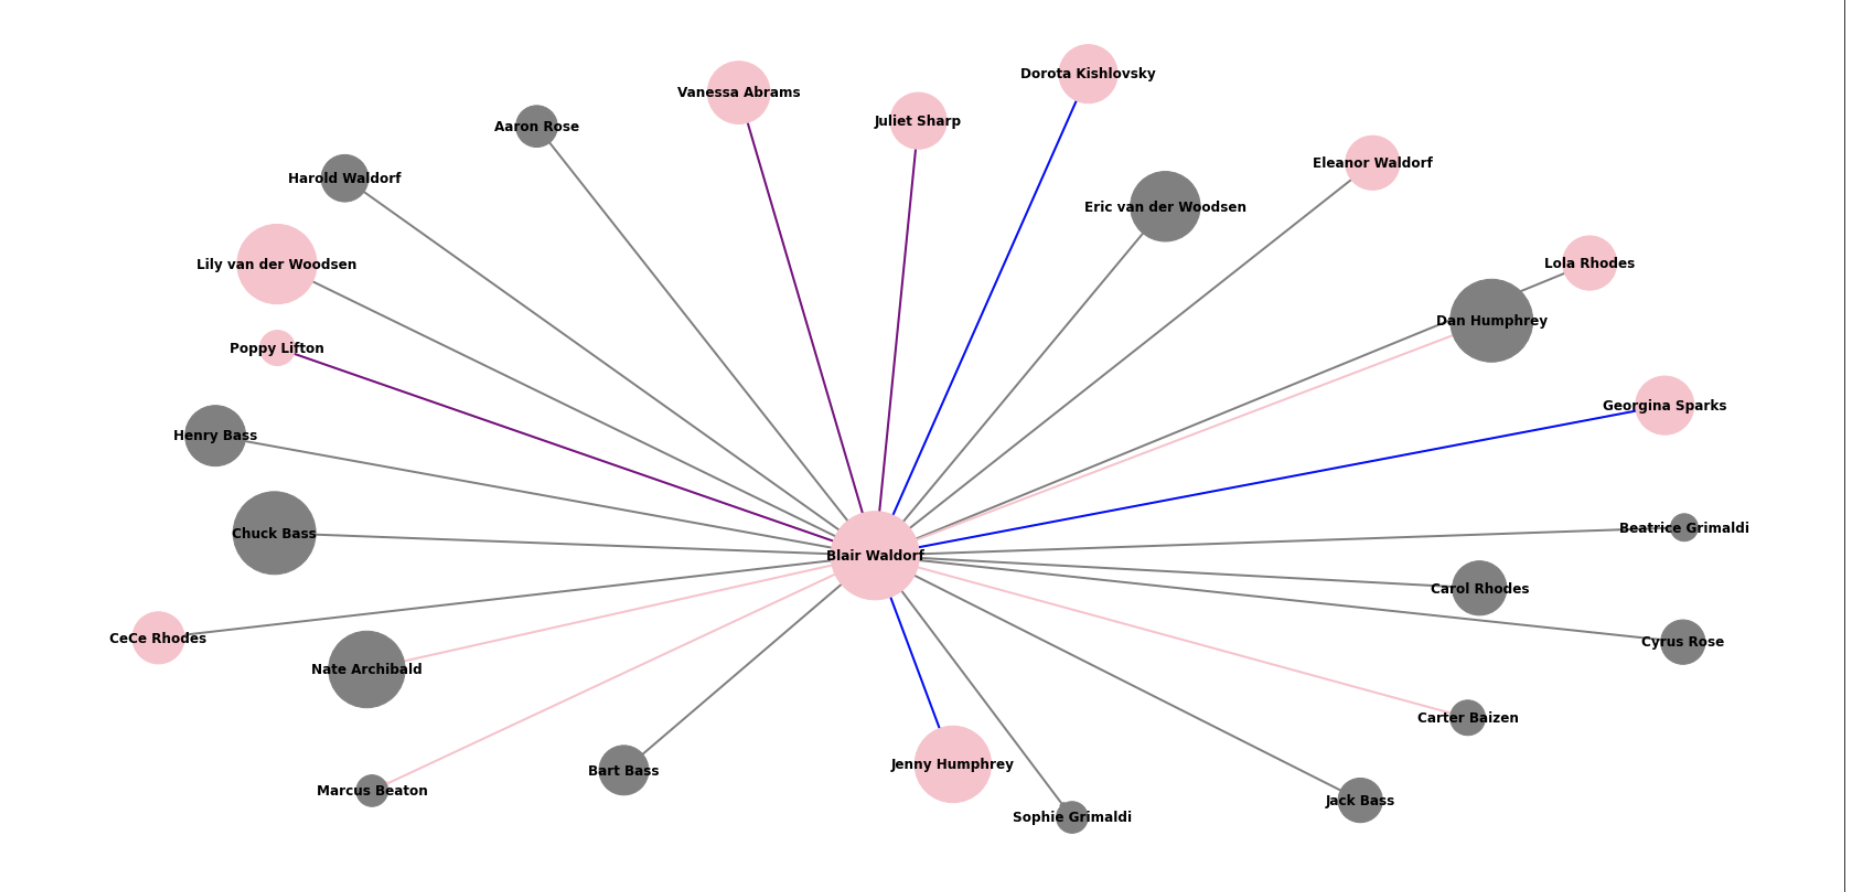 Dorota Kishlovsky
Vanessa Abrams
Juliet Sharp
Aaron Rose
Eleanor Waldorf
Harold Waldorf
Eric van der Woodsen
Lola Rhodes
Lily van der Woodsen
Dan Humphrey
Poppy Lifton
Georgina Sparks
Henry Bass
Beatrice Grimaldi
Chuck Bass
Blair Waldorf
Carol Rhodes
CeCe Rhodes
Cyrus Rose
Nate Archibald
Carter Baizen
Jenny Humphrey
Bart Bass
Marcus Beaton
Jack Bass
Sophie Grimaldi